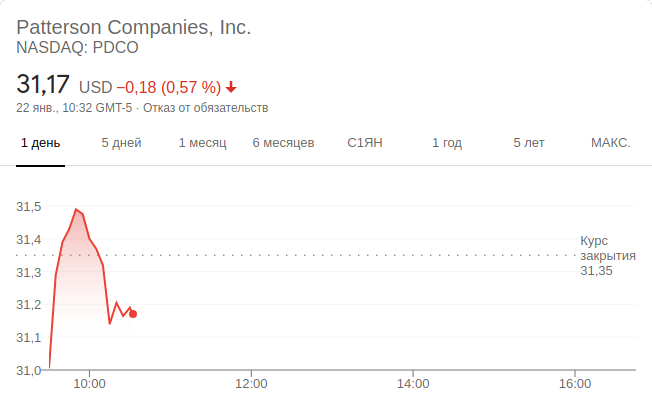 Patterson Companies, Inc.
NASDAQ: PDCO
31,17 USD −0,18 (0,57 %)
22 янв., 10:32 GMT-5 · Отказ от обязательств
1 день 5 дней 1 месяц 6 месяцев С1ЯН 1 год 5 лет МАКС.
31,5
31,4
31,3
31,2
31,1
31,0
Курс
закрытия
31,35
10:00 12:00 14:00 16:00